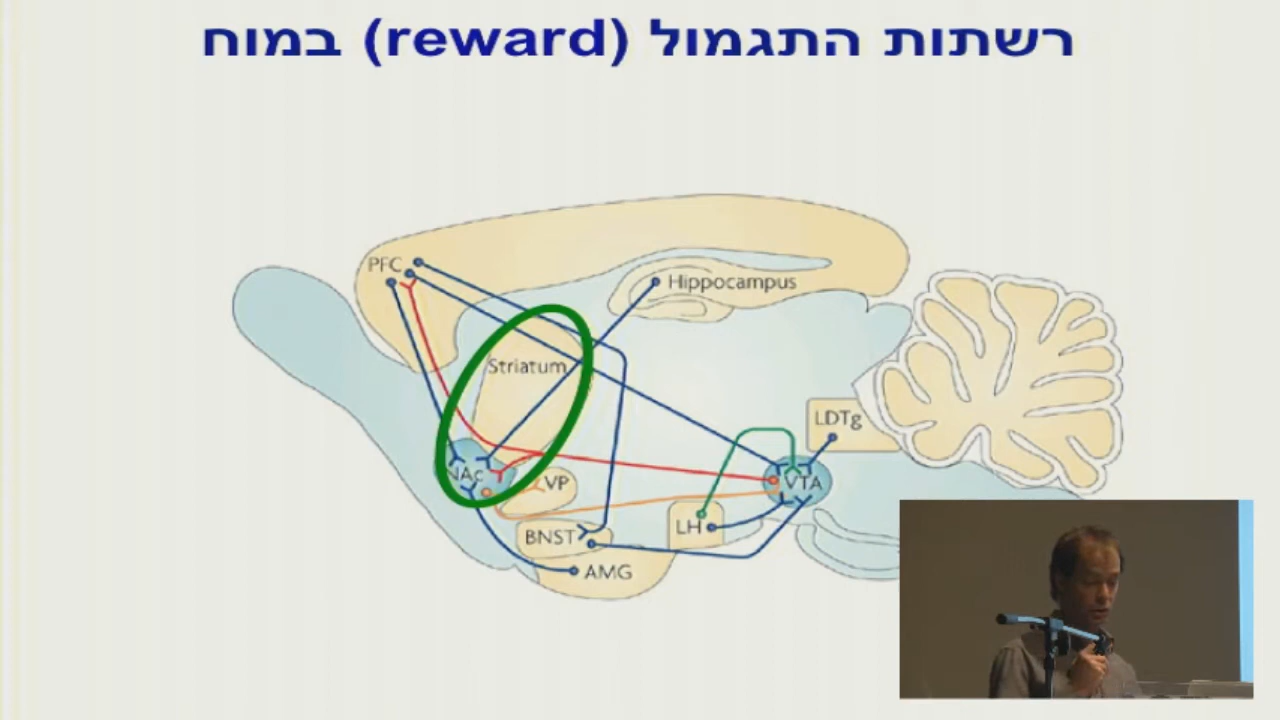 רשתות התגמול (reward) במוח
PFC
Hippocampus
Striatum
LDTg
NAc
VP
VTA
LH
BNST
AMG